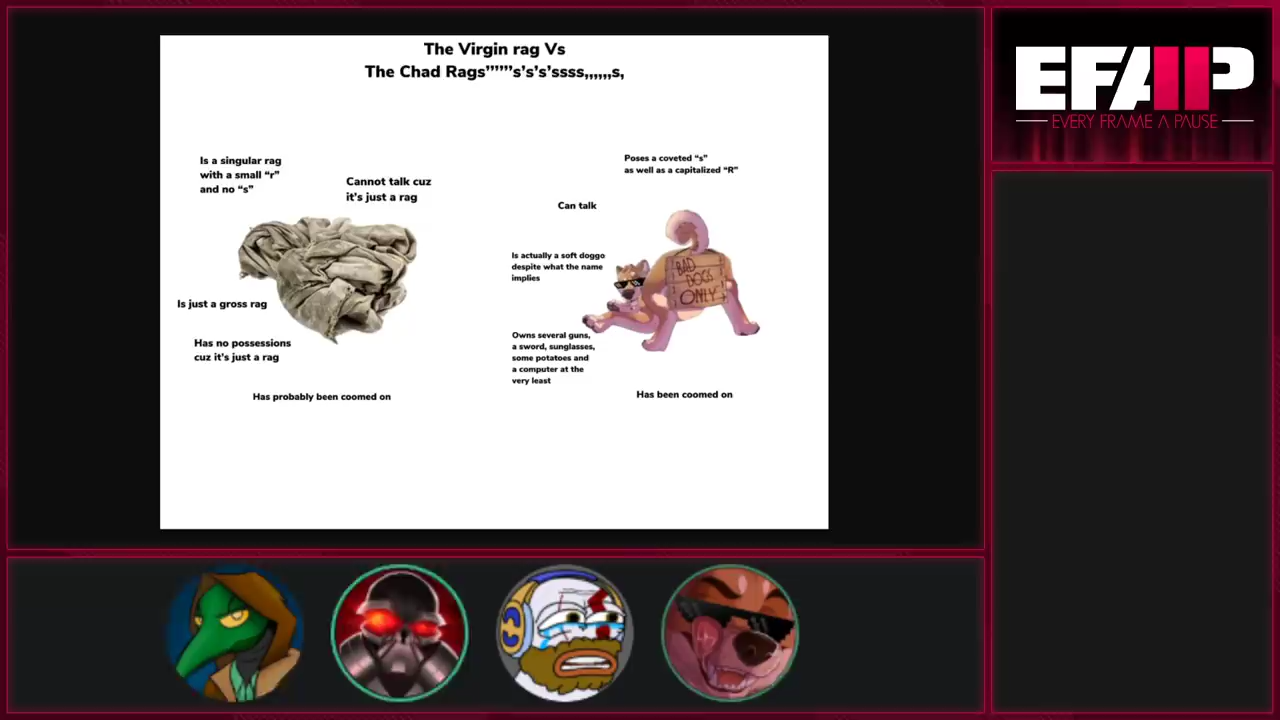 The Virgin rag Vs
The Chad Rags’’’’’’s’s’s’ssss,,,,,,s,
Is a singular rag
with a small “r”
and no “s”
Cannot talk cuz
it’s just a rag
Is just a gross rag
Has no possessions
cuz it’s just a rag
Has probably been coomed on
Poses a coveted “s”
as well as a capitalized “R”
Can talk
Is actually a soft doggo
despite what the name
implies
BAD
DOGS
ONLY
Owns several guns,
a sword, sunglasses,
some potatoes and
a computer at the
very least
Has been coomed on
EFAP
EVERY FRAME A PAUSE